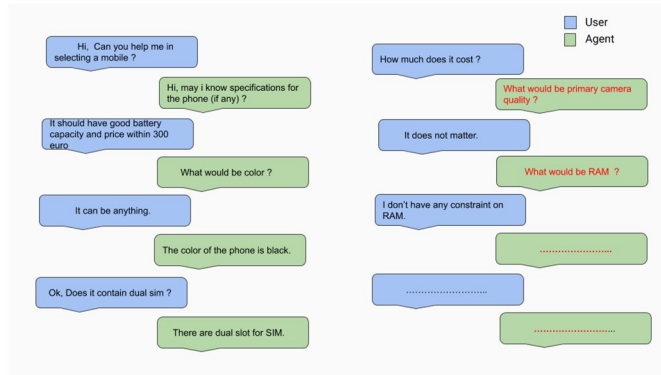 User
Agent
Hi, Can you help me in
selecting a mobile ?
Hi, may i know specifications for
the phone (if any) ?
It should have good battery
capacity and price within 300
euro
What would be color ?
It can be anything.
The color of the phone is black.
Ok, Does it contain dual sim ?
There are dual slot for SIM.
How much does it cost ?
What would be primary camera
quality ?
It does not matter.
What would be RAM ?
I don't have any constraint on
RAM.
........................
........................
........................